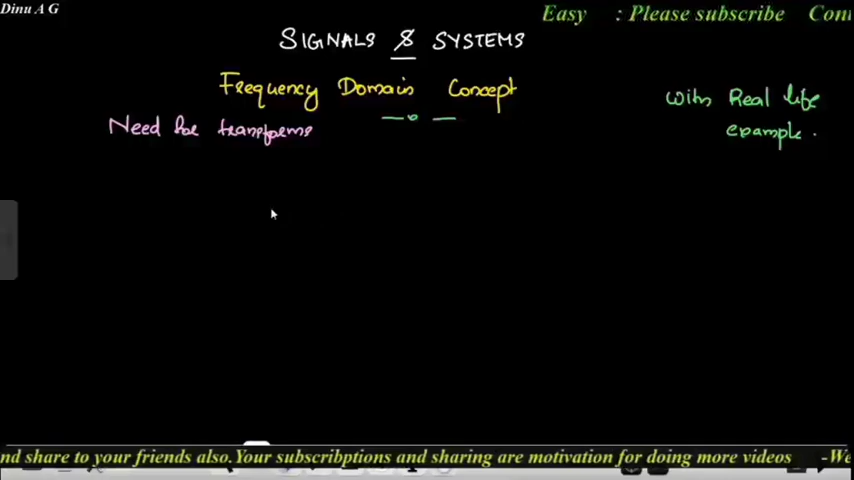 Dinu A G
Easy : Please subscribe
SIGNALS & SYSTEMS
Frequency Domain Concept
With Real life
example.
Need for transforms
nd share to your friends also.Your subscribptions and sharing are motivation for doing more videos -We